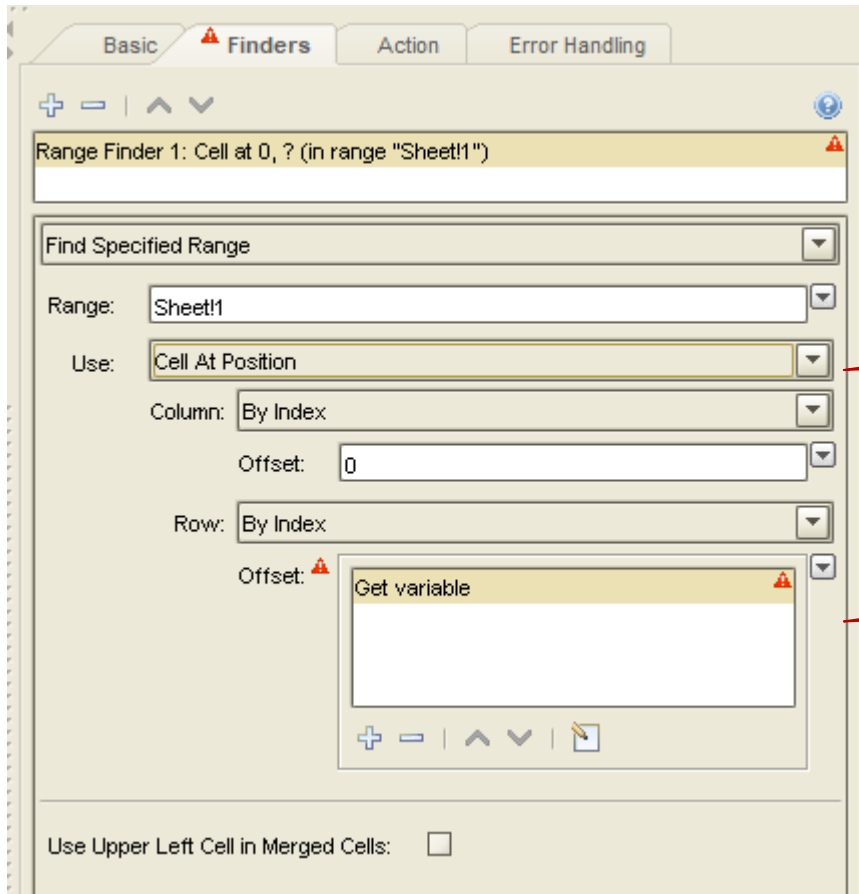 Basic Finders Action Error Handling
Range Finder 1: Cell at 0, ? (in range "Sheet!1")
Find Specified Range
Range: Sheet!1
Use: Cell At Position
Column: By Index
Offset: 0
Row: By Index
Offset: Get variable
Use Upper Left Cell in Merged Cells: